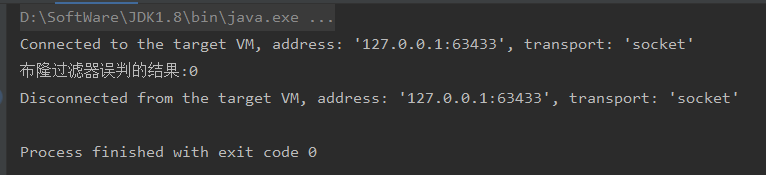 D:\SoftWare\JDK1.8\bin\java.exe ...
Connected to the target VM, address: '127.0.0.1:63433', transport: 'socket'
布隆过滤器误判的结果:0
Disconnected from the target VM, address: '127.0.0.1:63433', transport: 'socket'
Process finished with exit code 0